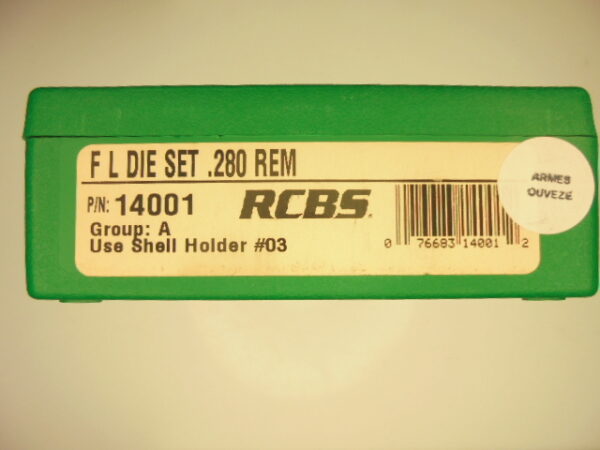 F L DIE SET .280 REM
P/N: 14001
RCBS.
Group: A
Use Shell Holder #03
0 76683 14001 2
ARMES
OUVEZE